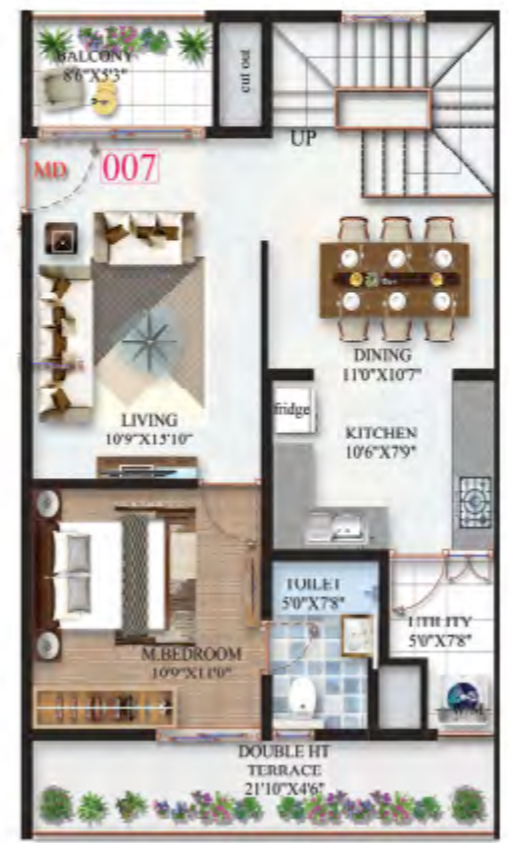 BALCONY
8'6"X5'3"
cut out
UP
MD
007
DINING
11'0"X10'7"
fridge
LIVING
10'9"X15'10"
KITCHEN
10'6"X7'9"
TOILET
5'0"X7'8"
UTILITY
5'0"X7'8"
M.BEDROOM
10'9"X11'0"
W/M
DOUBLE HT
TERRACE
21'10"X4'6"